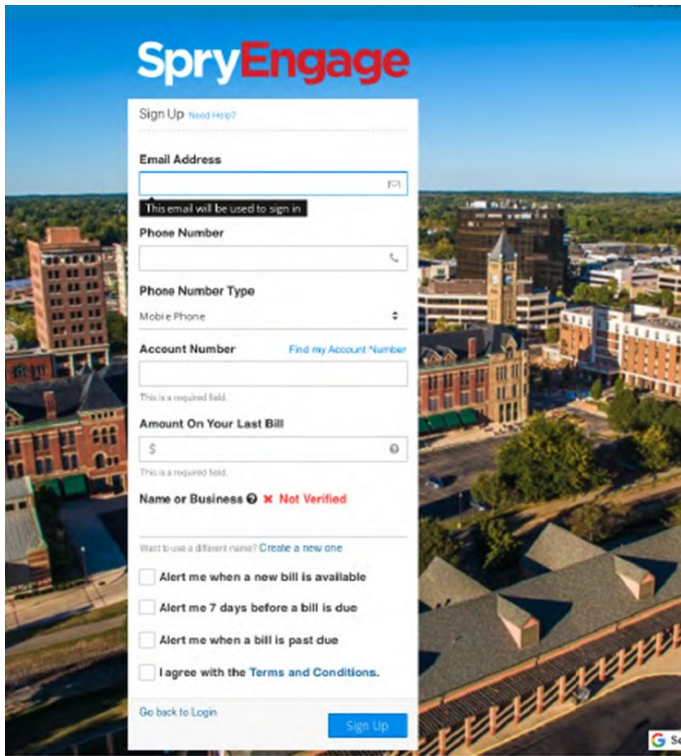 SpryEngage
Sign Up Need Help?
Email Address
This email will be used to sign in
Phone Number
Phone Number Type
Mobile Phone
Account Number Find my Account Number
This is a required field.
Amount On Your Last Bill
$
This is a required field.
Name or Business ✖ Not Verified
Want to use a different name? Create a new one
Alert me when a new bill is available
Alert me 7 days before a bill is due
Alert me when a bill is past due
I agree with the Terms and Conditions.
Go back to Login
Sign Up